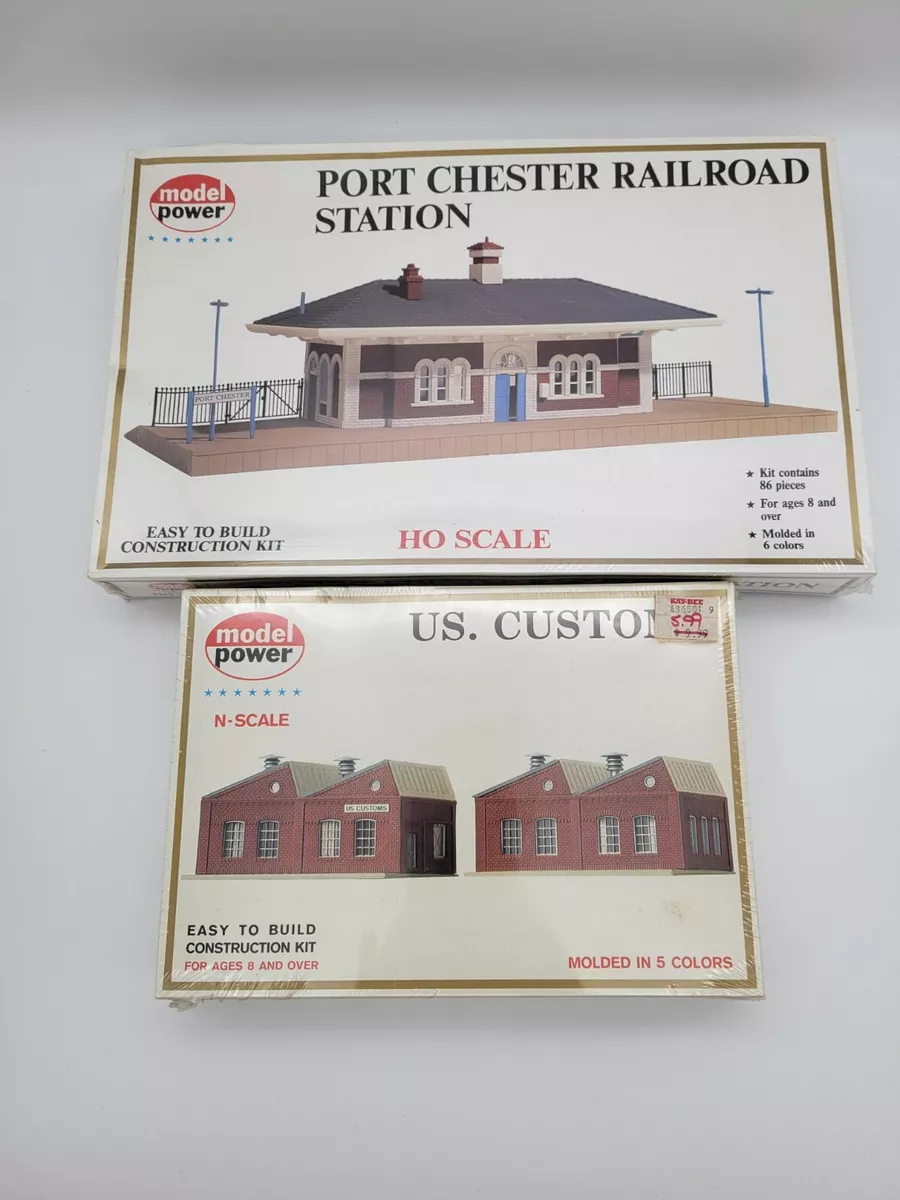 model
power
PORT CHESTER RAILROAD
STATION
PORT CHESTER
★ Kit contains
86 pieces
★ For ages 8 and
over
★ Molded in
6 colors
EASY TO BUILD
CONSTRUCTION KIT
HO SCALE
model
power
N-SCALE
US. CUSTO
KAY-BEE
9
5.99
US CUSTOMS
EASY TO BUILD
CONSTRUCTION KIT
FOR AGES 8 AND OVER
MOLDED IN 5 COLORS